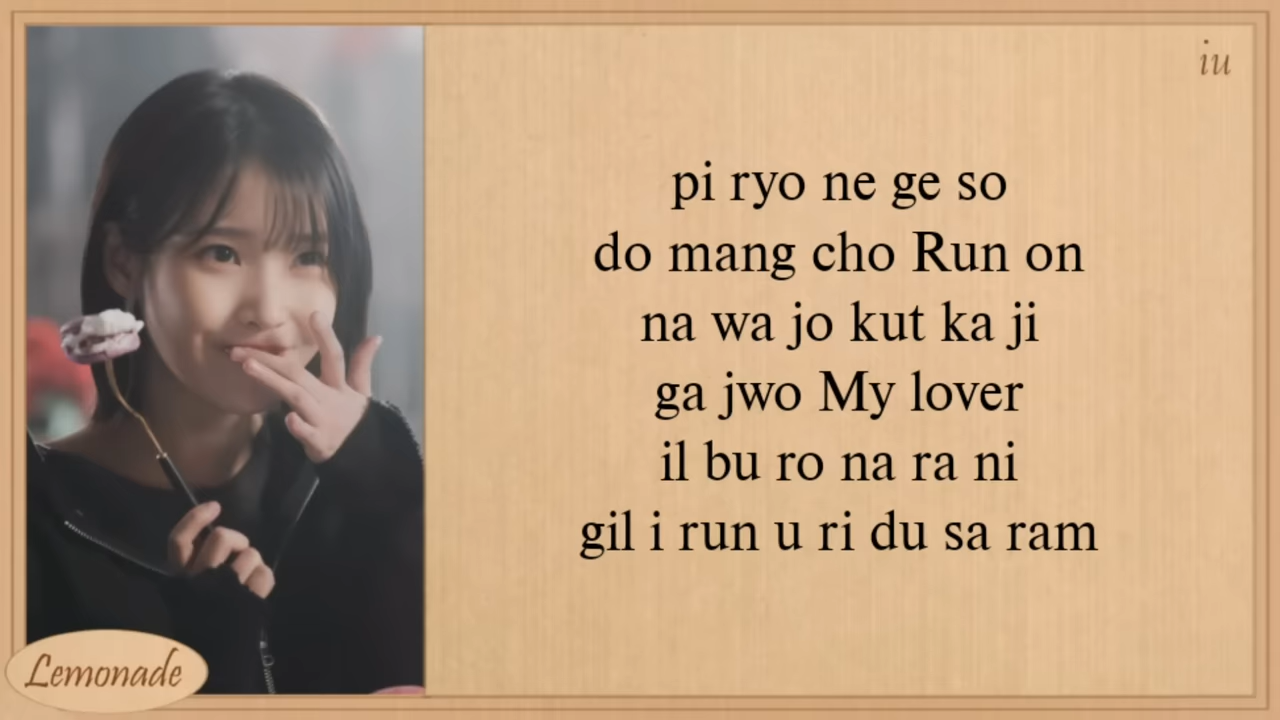 iu
pi ryo ne ge so
do mang cho Run on
na wa jo kut ka ji
ga jwo My lover
il bu ro na ra ni
gil i run u ri du sa ram
Lemonade